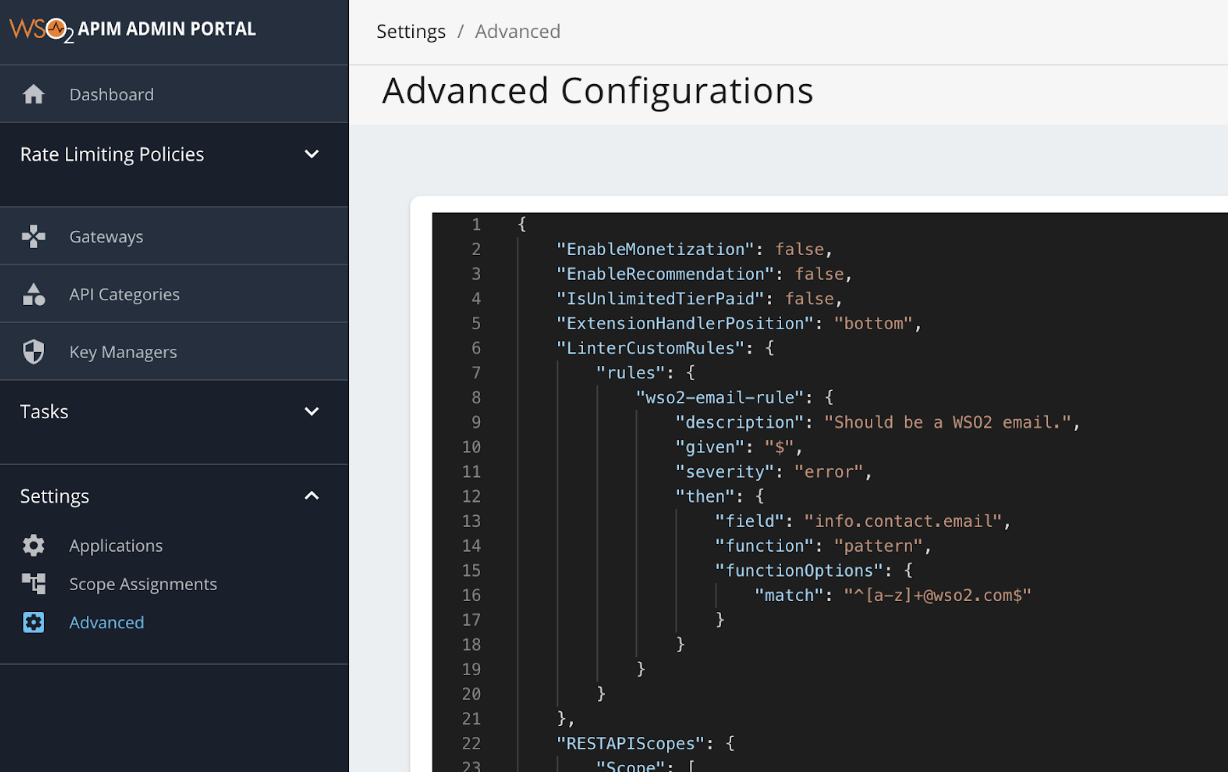 WSO2 APIM ADMIN PORTAL
Dashboard
Rate Limiting Policies
Gateways
API Categories
Key Managers
Tasks
Settings
Applications
Scope Assignments
Advanced
Settings / Advanced
Advanced Configurations
1 {
2 "EnableMonetization": false,
3 "EnableRecommendation": false,
4 "IsUnlimitedTierPaid": false,
5 "ExtensionHandlerPosition": "bottom",
6 "LinterCustomRules": {
7 "rules": {
8 "wso2-email-rule": {
9 "description": "Should be a WSO2 email.",
10 "given": "$",
11 "severity": "error",
12 "then": {
13 "field": "info.contact.email",
14 "function": "pattern",
15 "functionOptions": {
16 "match": "^[a-z]+@wso2.com$"
17 }
18 }
19 }
20 }
21 },
22 "RESTAPIScopes": {
23 "Scope": [